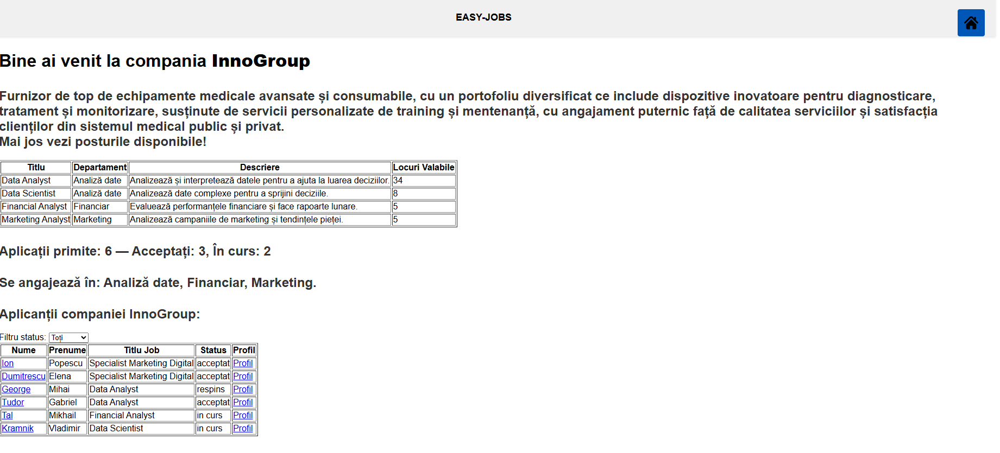 EASY-JOBS
Bine ai venit la compania InnoGroup
Furnizor de top de echipamente medicale avansate și consumabile, cu un portofoliu diversificat ce include dispozitive inovatoare pentru diagnosticare,
tratament și monitorizare, susținute de servicii personalizate de training și mentenanță, cu angajament puternic față de calitatea serviciilor și satisfacția
clienților din sistemul medical public și privat.
Mai jos vezi posturile disponibile!
Titlu Departament Descriere Locuri Valabile
Data Analyst Analiză date Analizează și interpretează datele pentru a ajuta la luarea deciziilor. 34
Data Scientist Analiză date Analizează date complexe pentru a sprijini deciziile. 8
Financial Analyst Financiar Evaluează performanțele financiare și face rapoarte lunare. 5
Marketing Analyst Marketing Analizează campaniile de marketing și tendințele pieței. 5
Aplicații primite: 6 — Acceptați: 3, În curs: 2
Se angajează în: Analiză date, Financiar, Marketing.
Aplicanții companiei InnoGroup:
Filtru status: Toți
Nume Prenume Titlu Job Status Profil
Ion Popescu Specialist Marketing Digital acceptat Profil
Dumitrescu Elena Specialist Marketing Digital acceptat Profil
George Mihai Data Analyst respins Profil
Tudor Gabriel Data Analyst acceptat Profil
Tal Mikhail Financial Analyst in curs Profil
Kramnik Vladimir Data Scientist in curs Profil